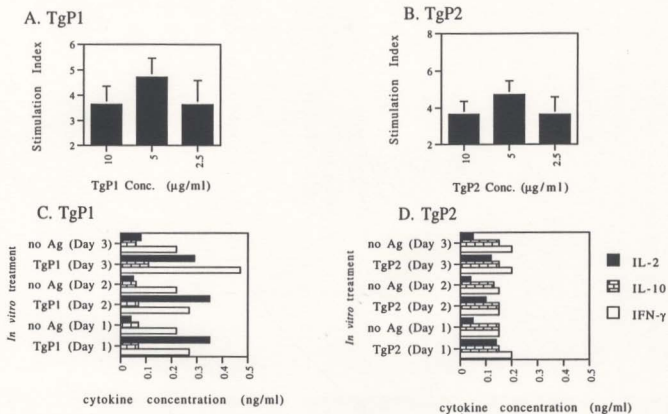 A. TgP1
Stimulation Index
6
5
4
3
2
10
5
2.5
TgP1 Conc. (µg/ml)
B. TgP2
Stimulation Index
8
6
4
2
10
5
2.5
TgP2 Conc. (µg/ml)
C. TgP1
In vitro treatment
no Ag (Day 3)
TgP1 (Day 3)
no Ag (Day 2)
TgP1 (Day 2)
no Ag (Day 1)
TgP1 (Day 1)
0
0.1
0.2
0.3
0.4
0.5
cytokine concentration (ng/ml)
D. TgP2
In vitro treatment
no Ag (Day 3)
TgP2 (Day 3)
no Ag (Day 2)
TgP2 (Day 2)
no Ag (Day 1)
TgP2 (Day 1)
0
0.1
0.2
0.3
0.4
0.5
cytokine concentration (ng/ml)
IL-2
IL-10
IFN-γ